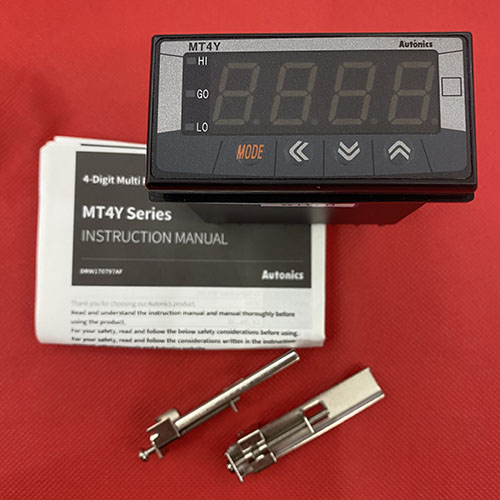 MT4Y
Autonics
HI
GO
LO
MODE
4-Digit Multi
MT4Y Series
INSTRUCTION MANUAL
DRW170797AF
Autonics
Thank you for choosing our Autonics product.
Read and understand the instruction manual and manual thoroughly before
using the product.
For your safety, read and follow the below safety considerations before using.
For your safety, read and follow the considerations written in the instruction